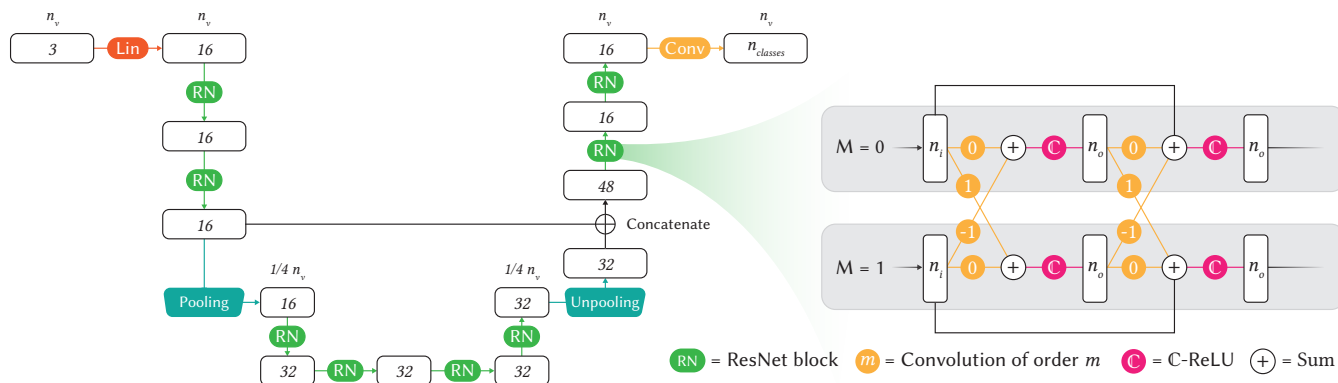 n_v n_v n_v n_v
3 Lin 16 16 Conv n_classes
RN RN
16 16
RN RN
48
16 Concatenate
32
1/4 n_v 1/4 n_v
Pooling 16 32 Unpooling
RN RN
32 RN 32 RN 32
M = 0 n_i 0 + ℂ n_o 0 + ℂ n_o
1 1
-1 -1
M = 1 n_i 0 + ℂ n_o 0 + ℂ n_o
RN = ResNet block m = Convolution of order m ℂ = ℂ-ReLU + = Sum